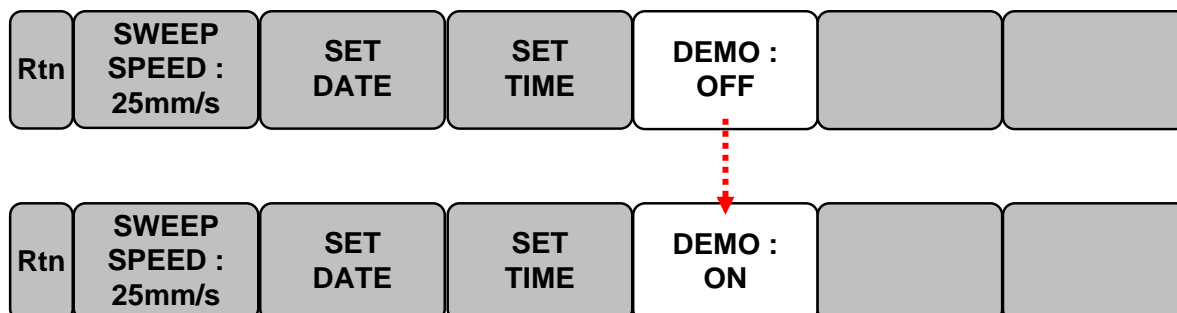 Rtn
SWEEP
SPEED :
25mm/s
SET
DATE
SET
TIME
DEMO :
OFF
Rtn
SWEEP
SPEED :
25mm/s
SET
DATE
SET
TIME
DEMO :
ON